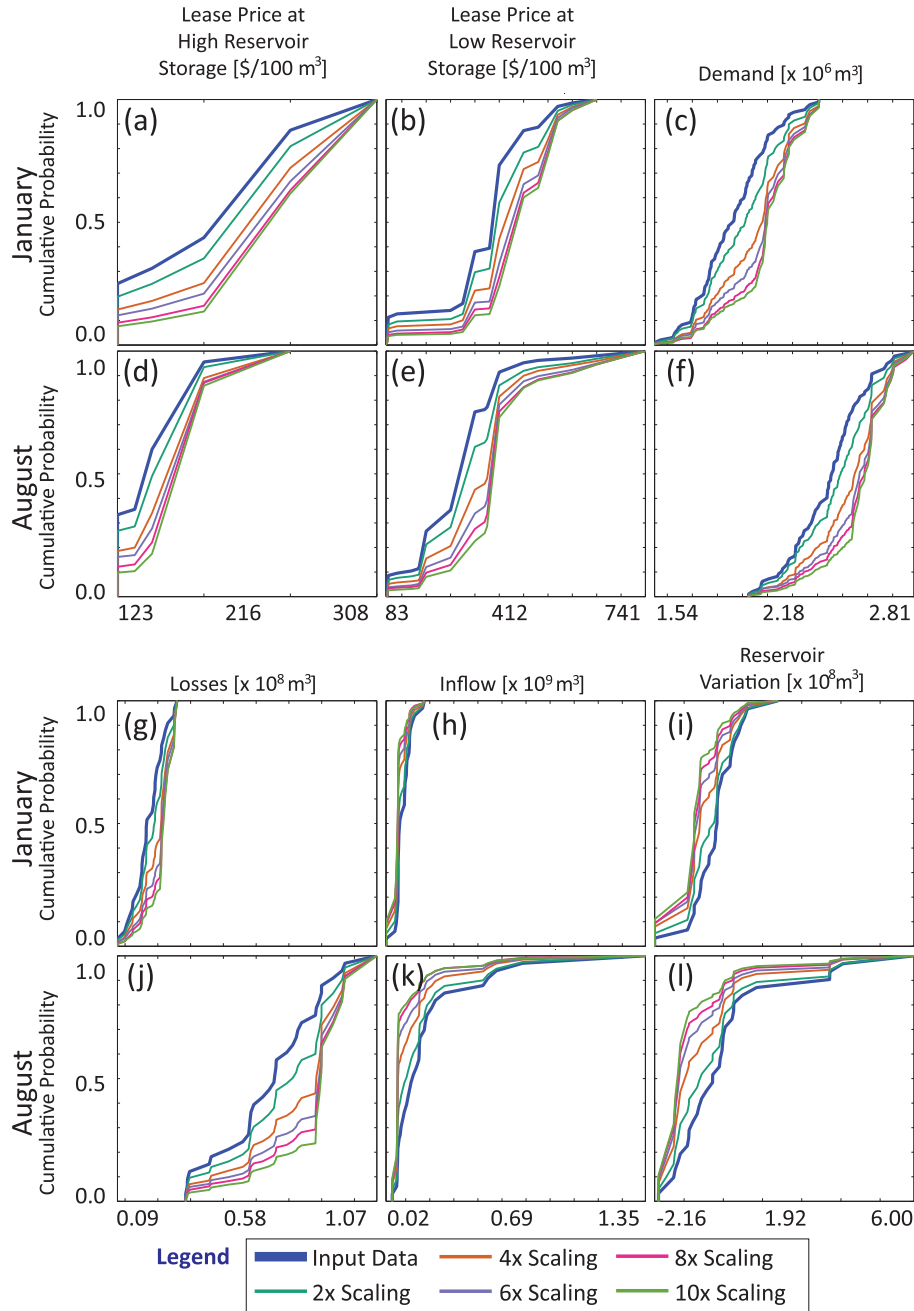 Lease Price at
High Reservoir
Storage [$/100 m³]
Lease Price at
Low Reservoir
Storage [$/100 m³]
Demand [x 10⁶ m³]
January
Cumulative Probability
1.0
0.5
0.0
(a)
(b)
(c)
August
Cumulative Probability
1.0
0.5
0.0
(d)
(e)
(f)
123 216 308
83 412 741
1.54 2.18 2.81
Losses [x 10⁸ m³]
Inflow [x 10⁹ m³]
Reservoir
Variation [x 10⁸m³]
January
Cumulative Probability
1.0
0.5
0.0
(g)
(h)
(i)
August
Cumulative Probability
1.0
0.5
0.0
(j)
(k)
(l)
0.09 0.58 1.07
0.02 0.69 1.35
-2.16 1.92 6.00
Legend
Input Data
4x Scaling
8x Scaling
2x Scaling
6x Scaling
10x Scaling